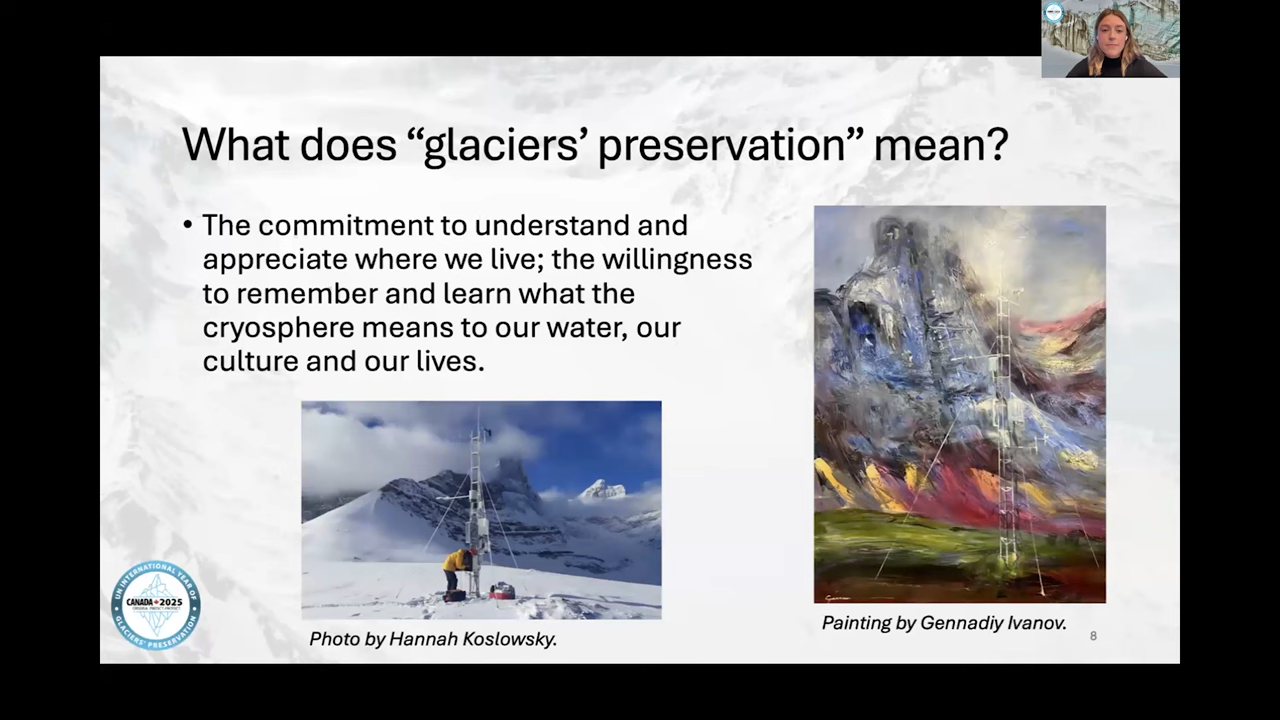 What does “glaciers’ preservation” mean?
• The commitment to understand and
appreciate where we live; the willingness
to remember and learn what the
cryosphere means to our water, our
culture and our lives.
Photo by Hannah Koslowsky.
Painting by Gennadiy Ivanov.
8
UN INTERNATIONAL YEAR OF
CANADA 2025
GLACIERS' PRESERVATION